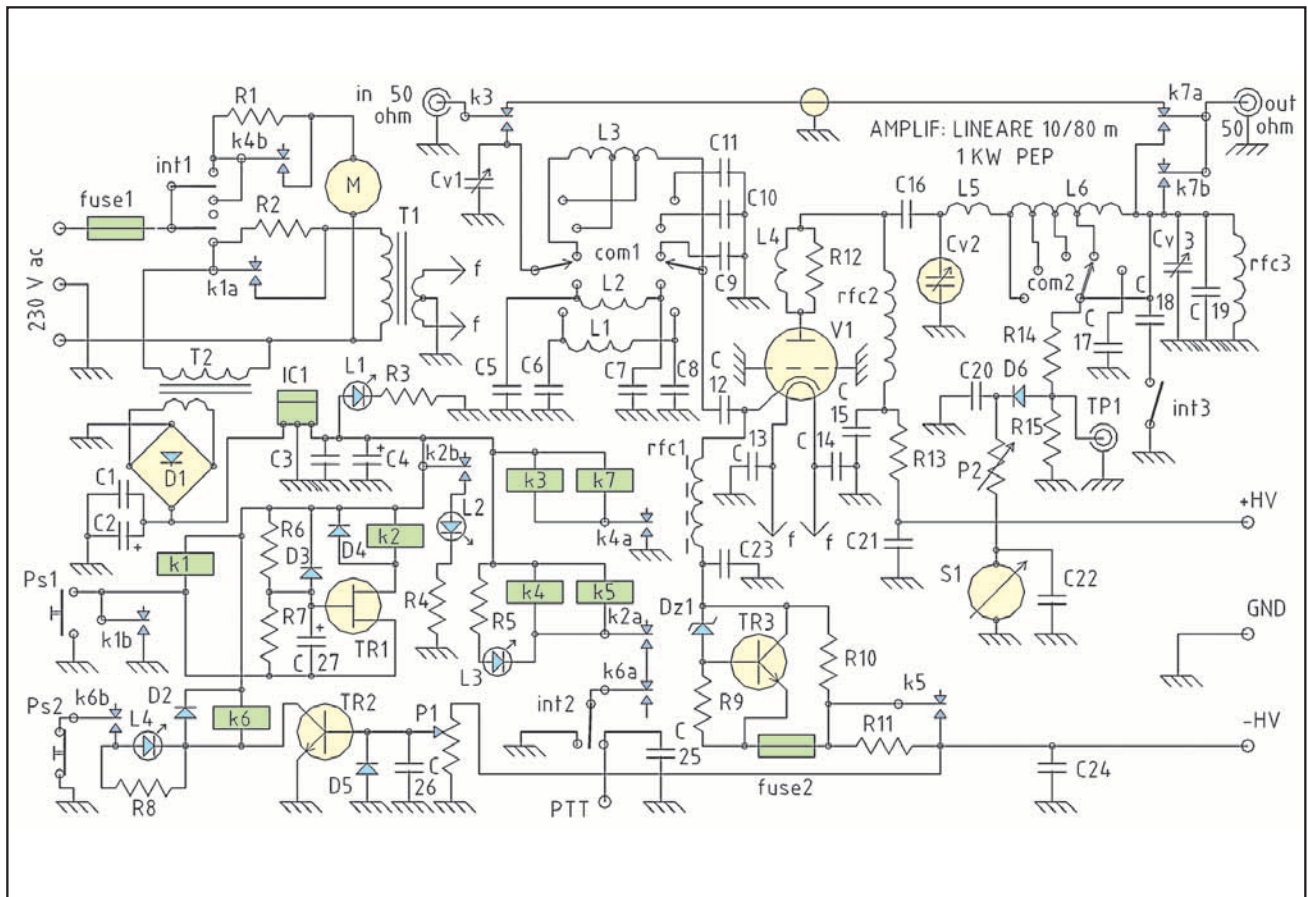 R1
in 50
ohm
k3
k7a
out
50
ohm
k4b
L3
C11
AMPLIF: LINEARE 10/80 m
1 KW PEP
int1
fuse1
M
Cv1
C10
C16
L5
L6
k7b
R2
T1
f
com1
C9
L4
R12
rfc2
Cv2
com2
Cv 3
C 19
rfc3
k1a
230 V ac
f
L2
L1
V1
C 18
T2
C5
C6
C7
C8
C 12
C 15
R14
C 17
IC1
L1
R3
C20
D6
TP1
int3
D1
C3
C4
k2b
rfc1
C 13
C 14
R13
P2
R15
C1
C2
R6
D3
D4
k2
L2
k3
k7
k4a
f
f
C21
+HV
k1
Ps1
k1b
R7
C 27
TR1
R4
R5
k4
k5
k2a
C23
Dz1
TR3
R10
S1
C22
GND
L3
k6a
R9
k5
Ps2
k6b
L4
D2
k6
TR2
P1
int2
C 25
R11
-HV
R8
D5
C 26
PTT
fuse2
C24